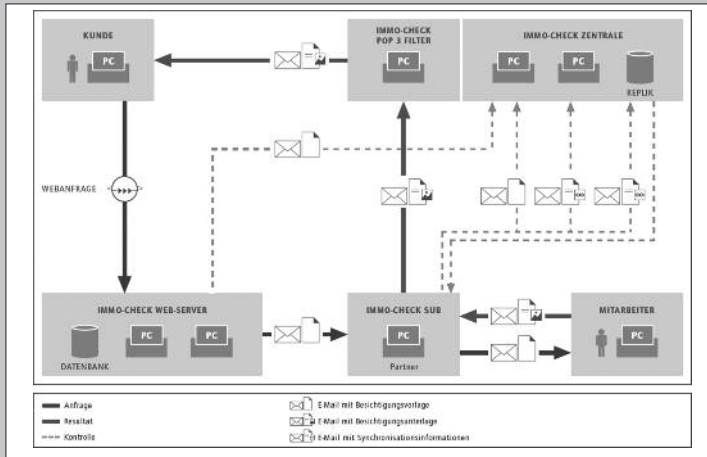 KUNDE
PC
IMMO-CHECK
POP 3 FILTER
PC
IMMO-CHECK ZENTRALE
PC
PC
REPLIK
WEBANFRAGE
IMMO-CHECK WEB-SERVER
DATENBANK
PC
PC
IMMO-CHECK SUB
PC
Partner
MITARBEITER
PC
Anfrage
Resultat
Kontrolle
E-Mail mit Besichtigungsvorlage
E-Mail mit Besichtigungsunterlage
E-Mail mit Synchronisationsinformationen